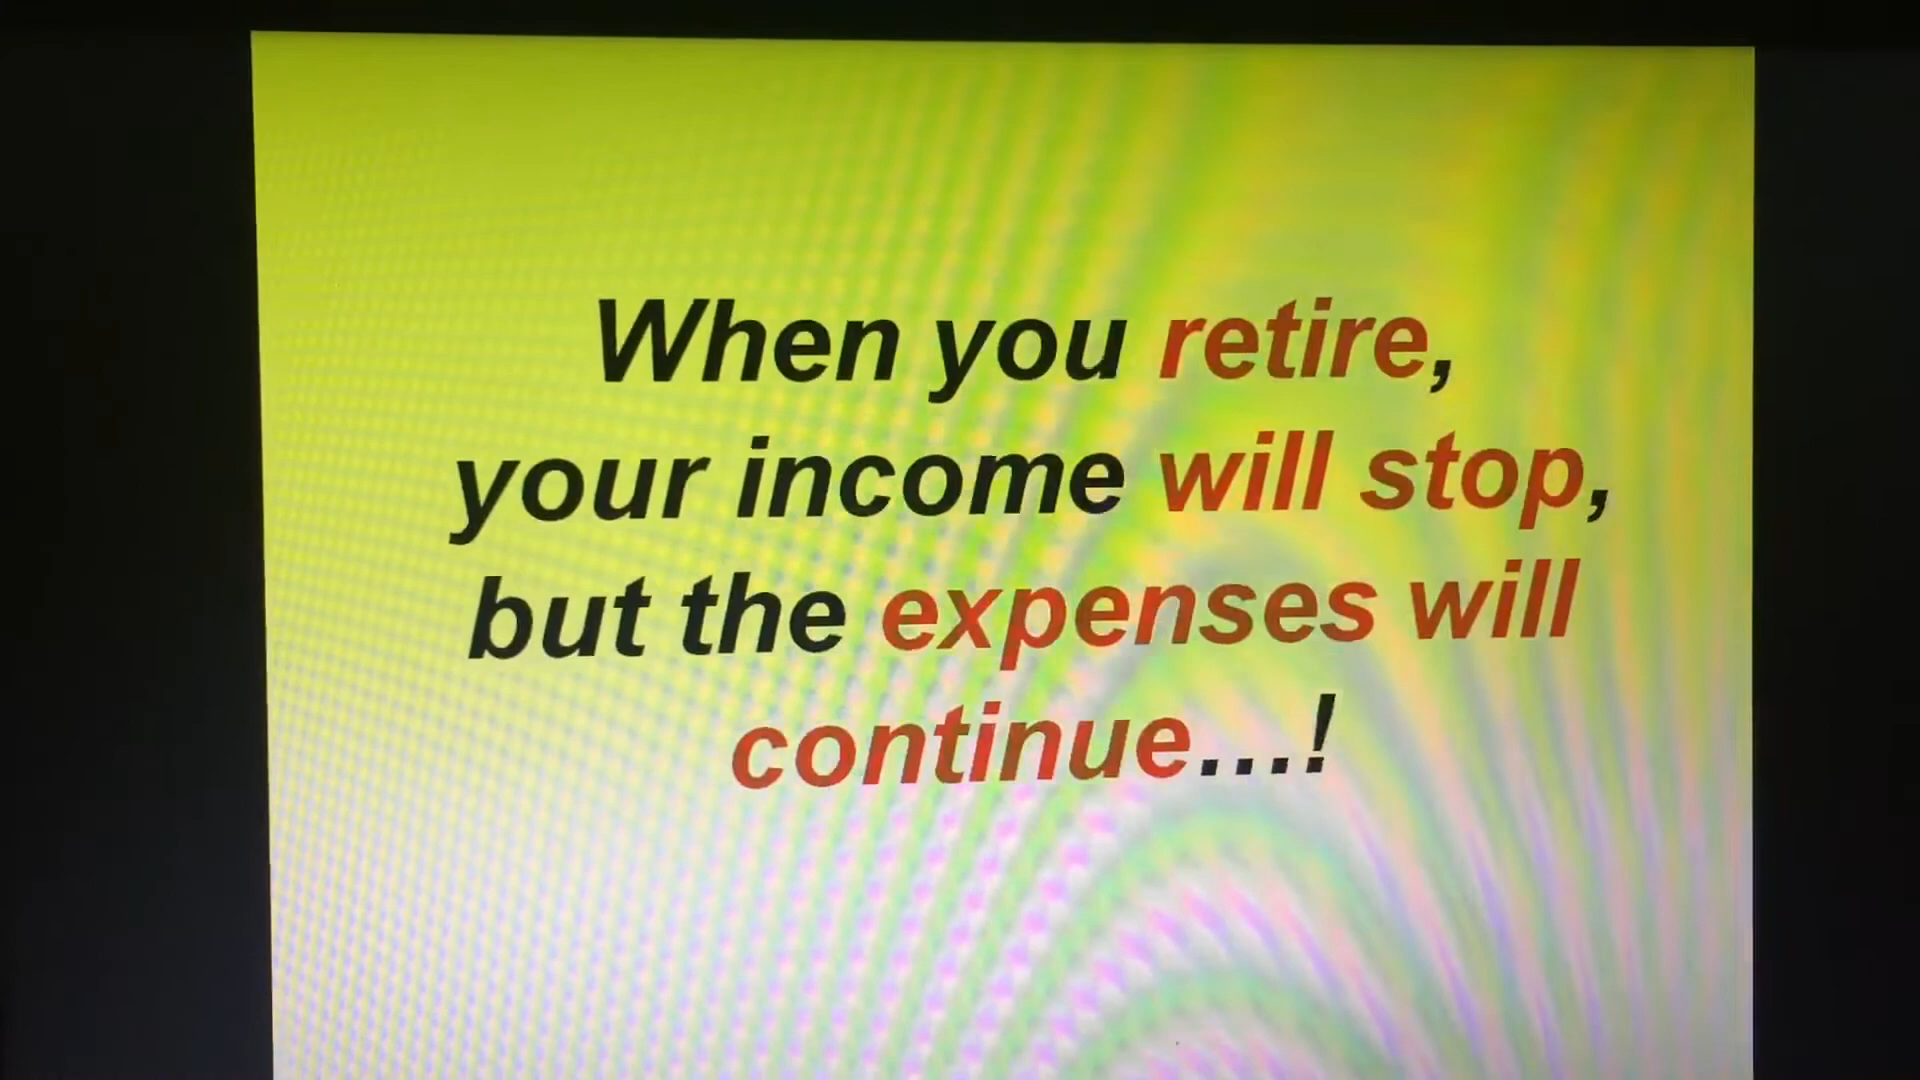 When you retire,
your income will stop,
but the expenses will
continue...!